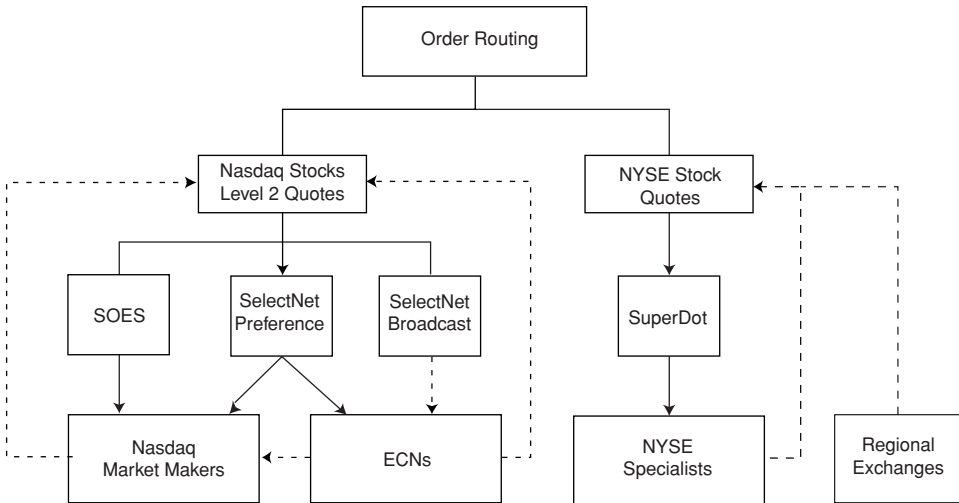 Order Routing
Nasdaq Stocks
Level 2 Quotes
NYSE Stock
Quotes
SOES
SelectNet
Preference
SelectNet
Broadcast
SuperDot
Nasdaq
Market Makers
ECNs
NYSE
Specialists
Regional
Exchanges